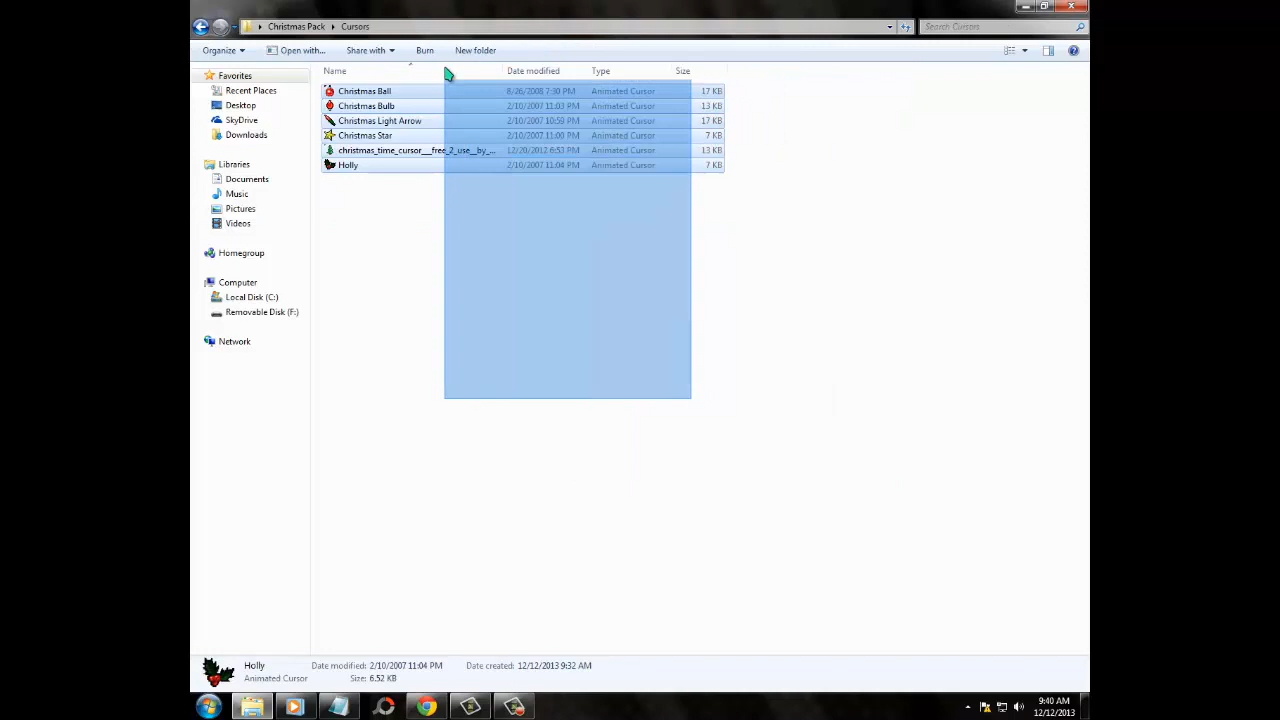 Christmas Pack Cursors Search Cursors
Organize Open with... Share with Burn New folder
Name Date modified Type Size
Christmas Ball 8/26/2008 7:30 PM Animated Cursor 17 KB
Christmas Bulb 2/10/2007 11:03 PM Animated Cursor 13 KB
Christmas Light Arrow 2/10/2007 10:59 PM Animated Cursor 17 KB
Christmas Star 2/10/2007 11:00 PM Animated Cursor 7 KB
christmas_time_cursor___free_2_use__by_... 12/20/2012 6:53 PM Animated Cursor 13 KB
Holly 2/10/2007 11:04 PM Animated Cursor 7 KB
Favorites
Recent Places
Desktop
SkyDrive
Downloads
Libraries
Documents
Music
Pictures
Videos
Homegroup
Computer
Local Disk (C:)
Removable Disk (F:)
Network
Holly Date modified: 2/10/2007 11:04 PM Date created: 12/12/2013 9:32 AM
Animated Cursor Size: 6.52 KB
9:40 AM
12/12/2013